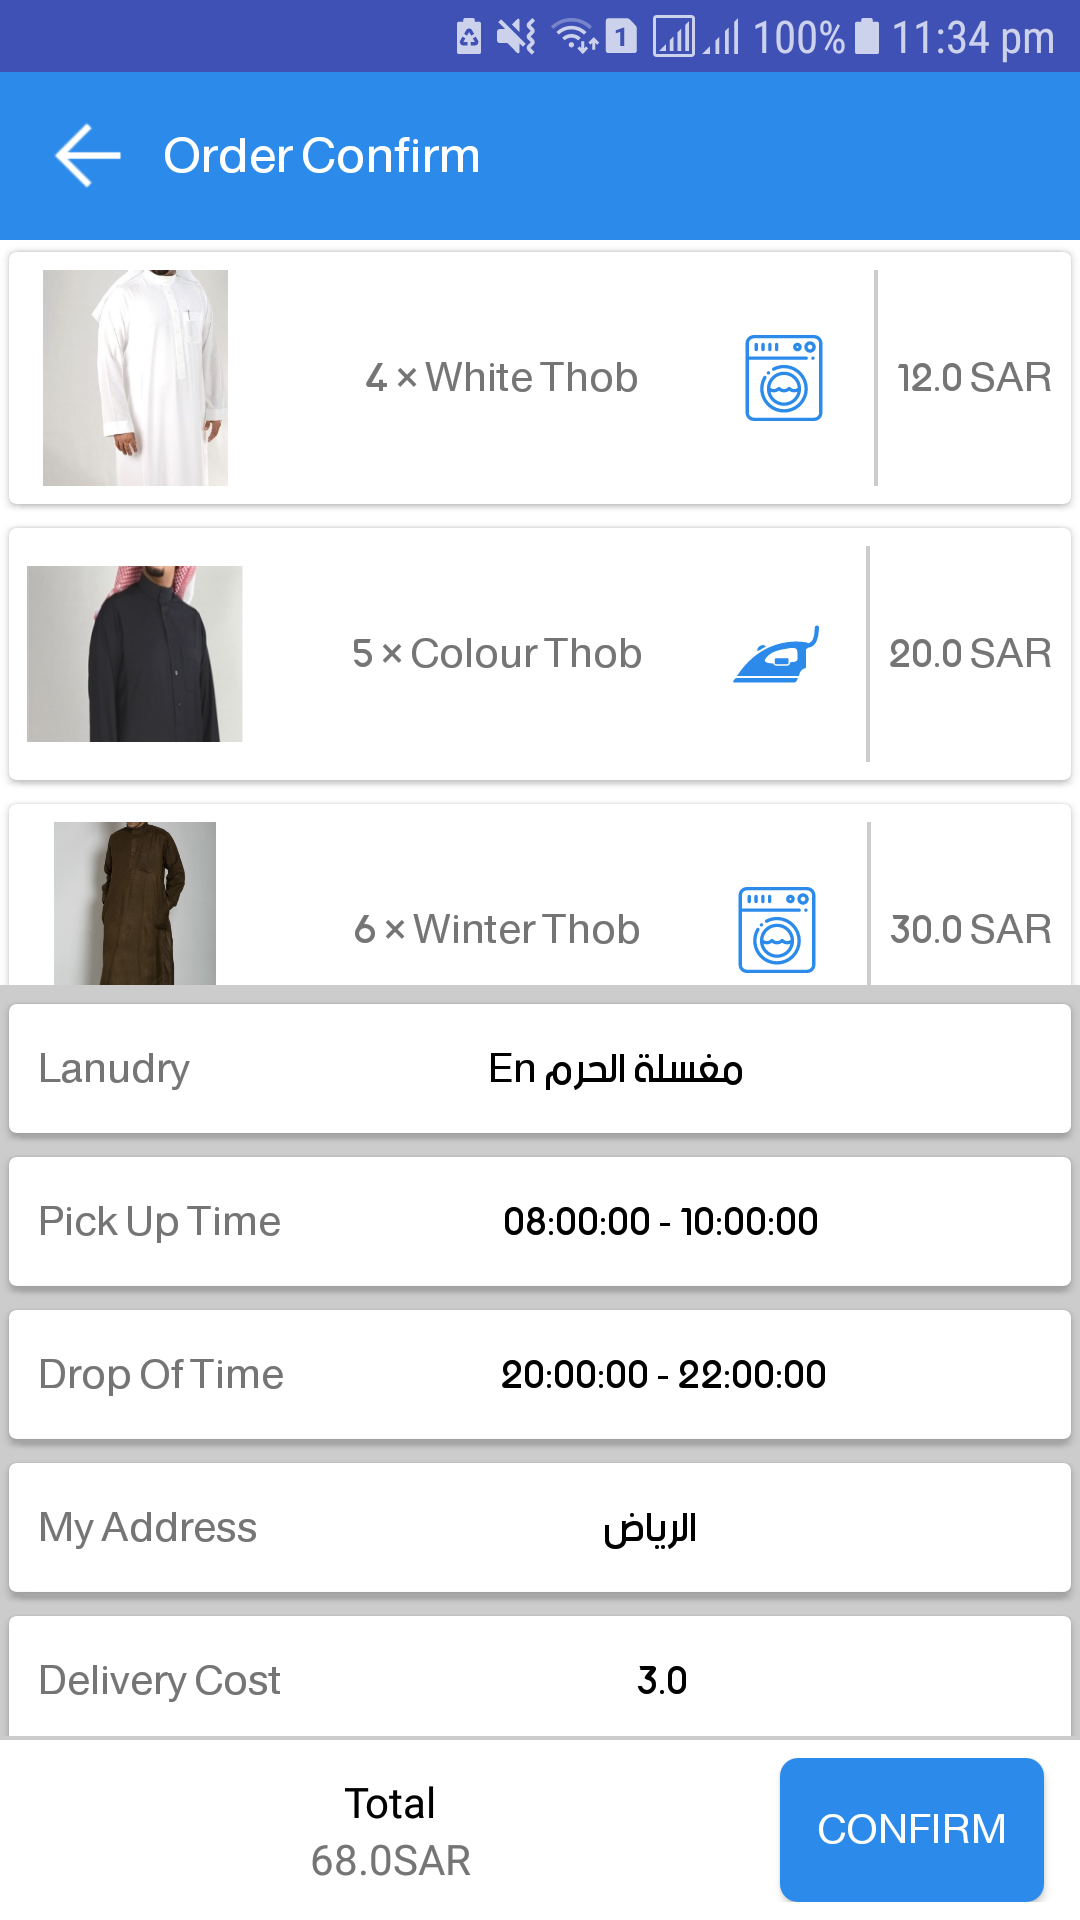 1 100% 11:34 pm
Order Confirm
4 × White Thob 12.0 SAR
5 × Colour Thob 20.0 SAR
6 × Winter Thob 30.0 SAR
Lanudry En مغسلة الحرم
Pick Up Time 08:00:00 - 10:00:00
Drop Of Time 20:00:00 - 22:00:00
My Address الرياض
Delivery Cost 3.0
Total
68.0SAR
CONFIRM